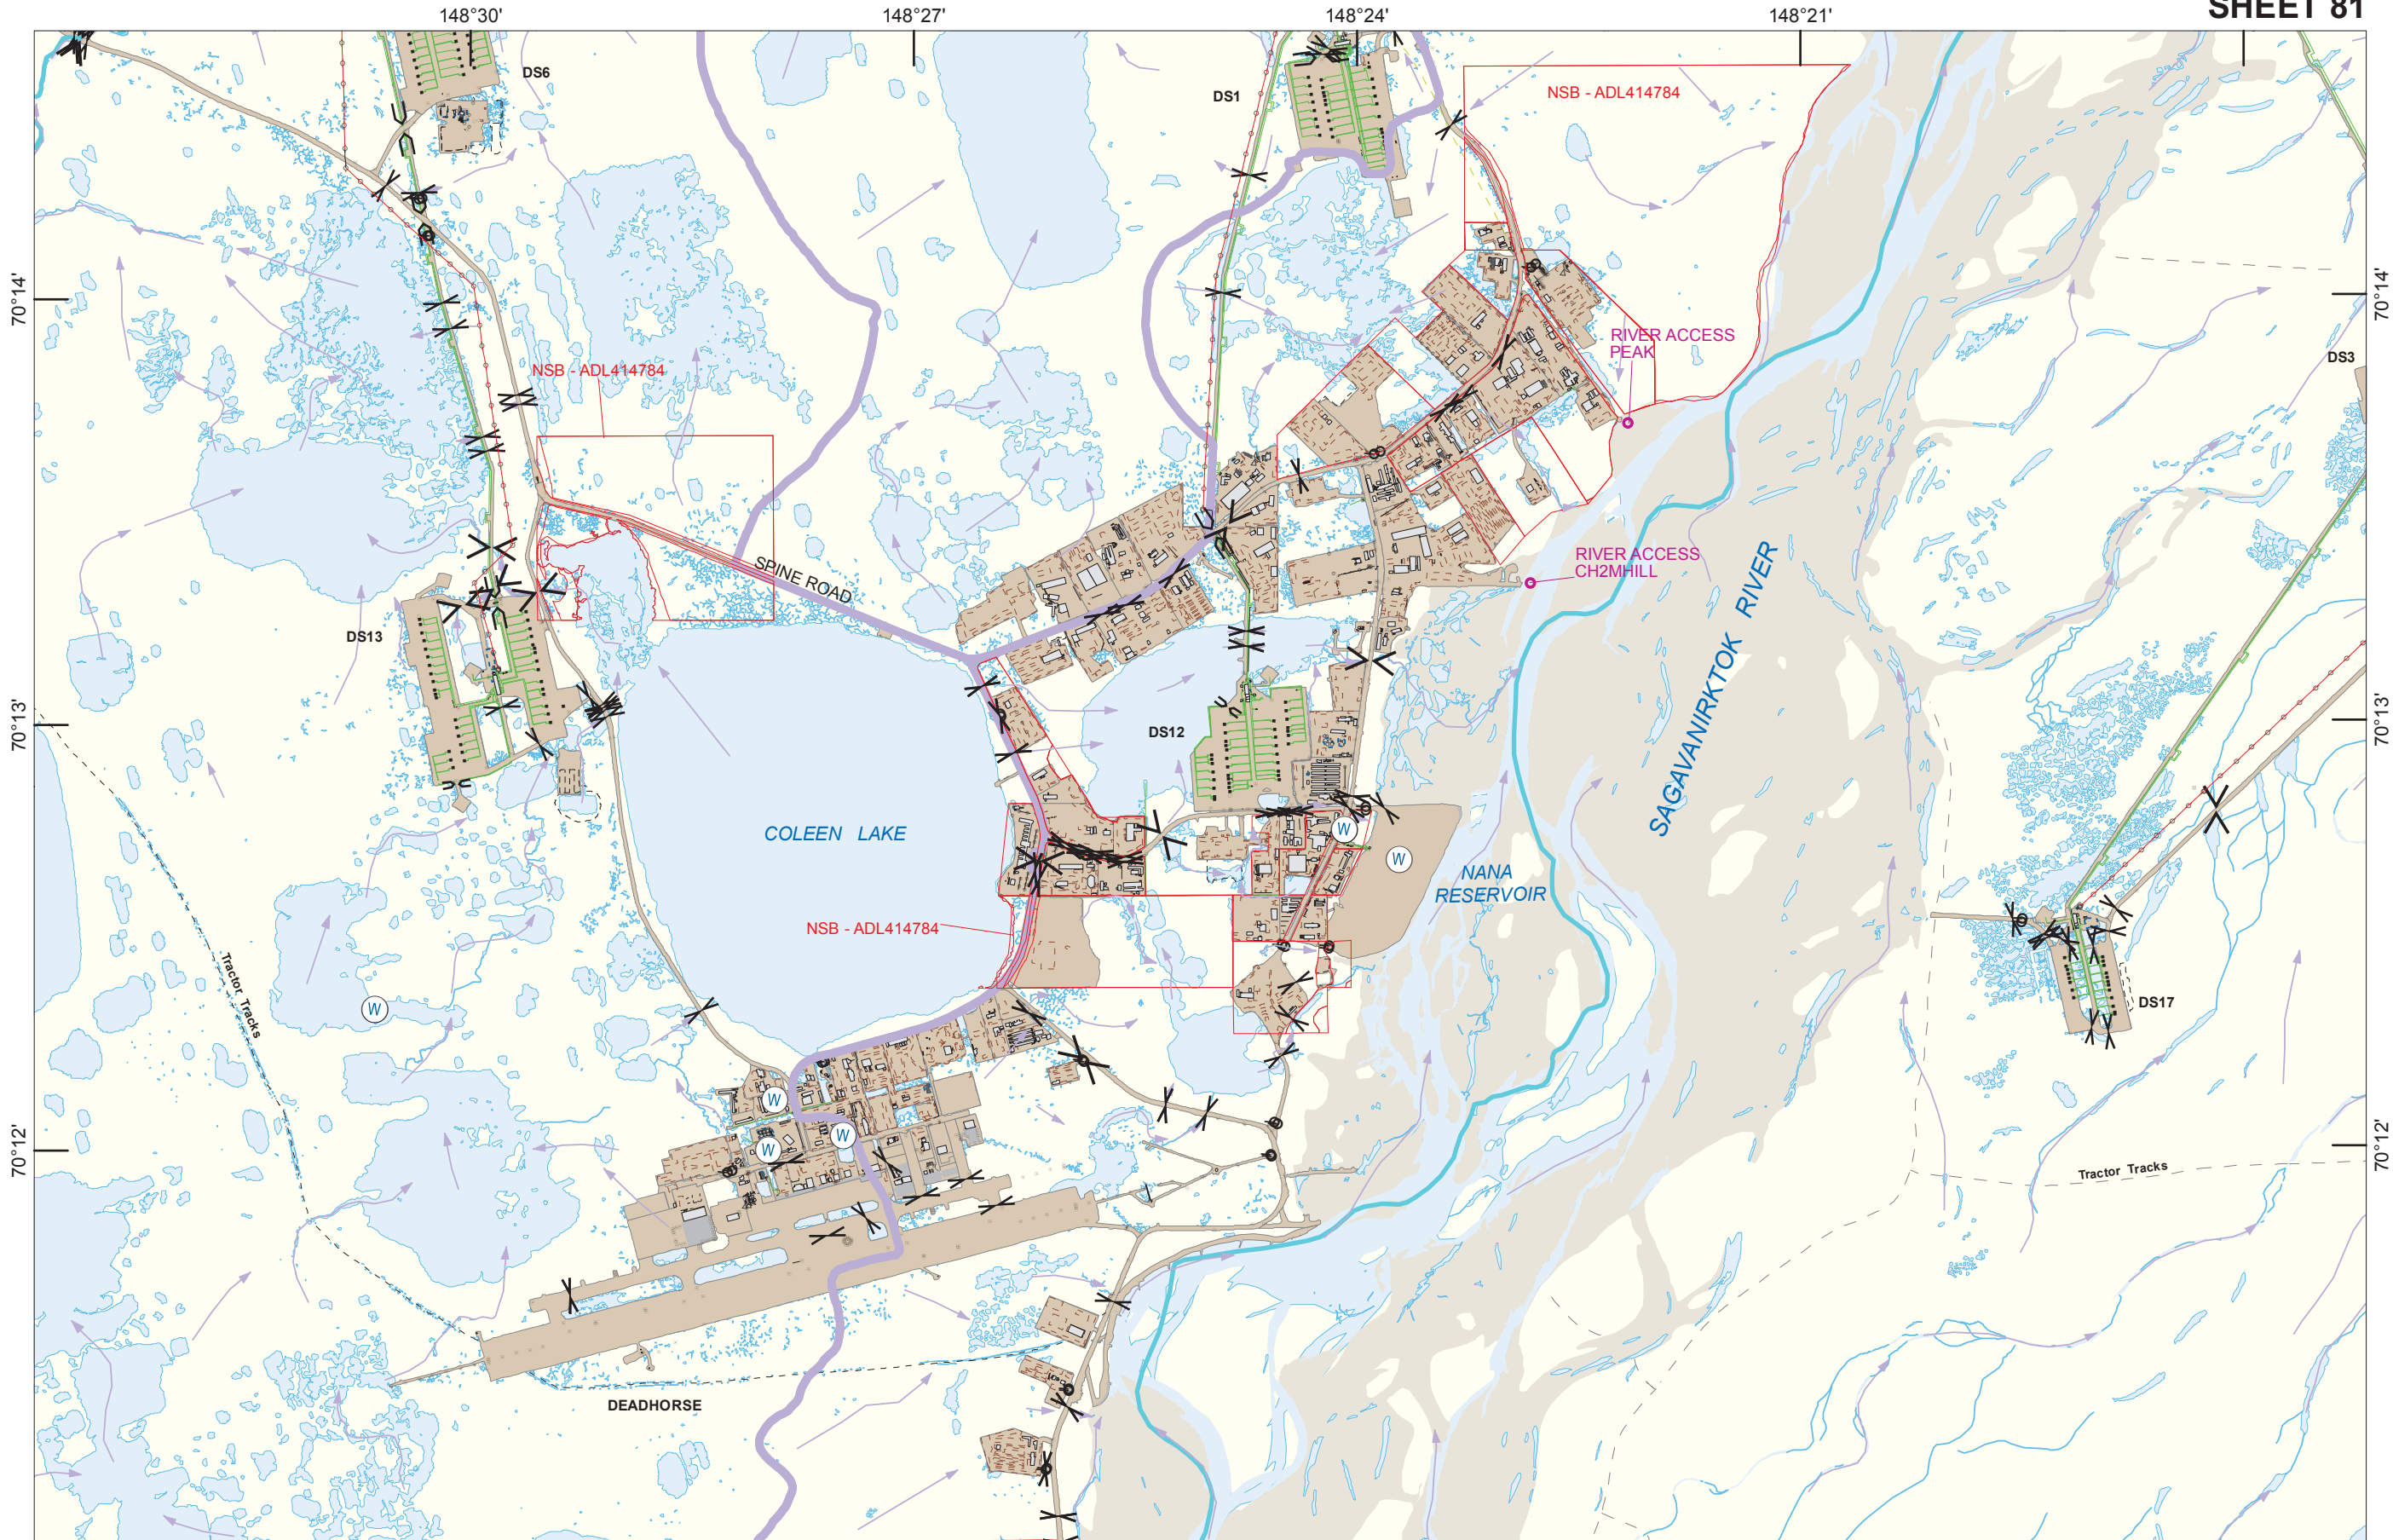 SHEET 81
148°30'
148°27'
148°24'
148°21'
DS6
DS1
NSB - ADL414784
70°14'
70°14'
RIVER ACCESS
PEAK
DS3
NSB - ADL414784
SPINE ROAD
RIVER ACCESS
CH2MHILL
SAGAVANIRKTOK RIVER
DS13
70°13'
70°13'
DS12
COLEEN LAKE
W
W
NANA
RESERVOIR
NSB - ADL414784
Tractor Tracks
W
DS17
W
W
W
70°12'
70°12'
Tractor Tracks
DEADHORSE